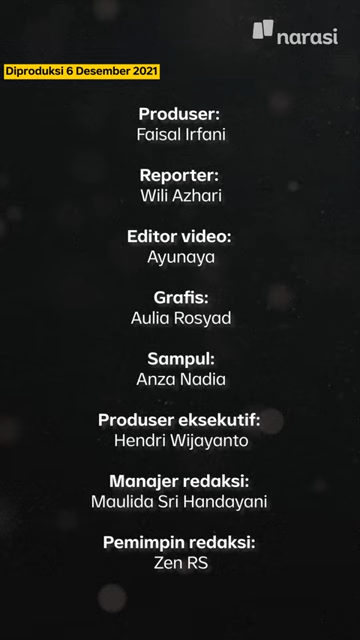 narasi
Diproduksi 6 Desember 2021
Produser:
Faisal Irfani
Reporter:
Wili Azhari
Editor video:
Ayunaya
Grafis:
Aulia Rosyad
Sampul:
Anza Nadia
Produser eksekutif:
Hendri Wijayanto
Manajer redaksi:
Maulida Sri Handayani
Pemimpin redaksi:
Zen RS